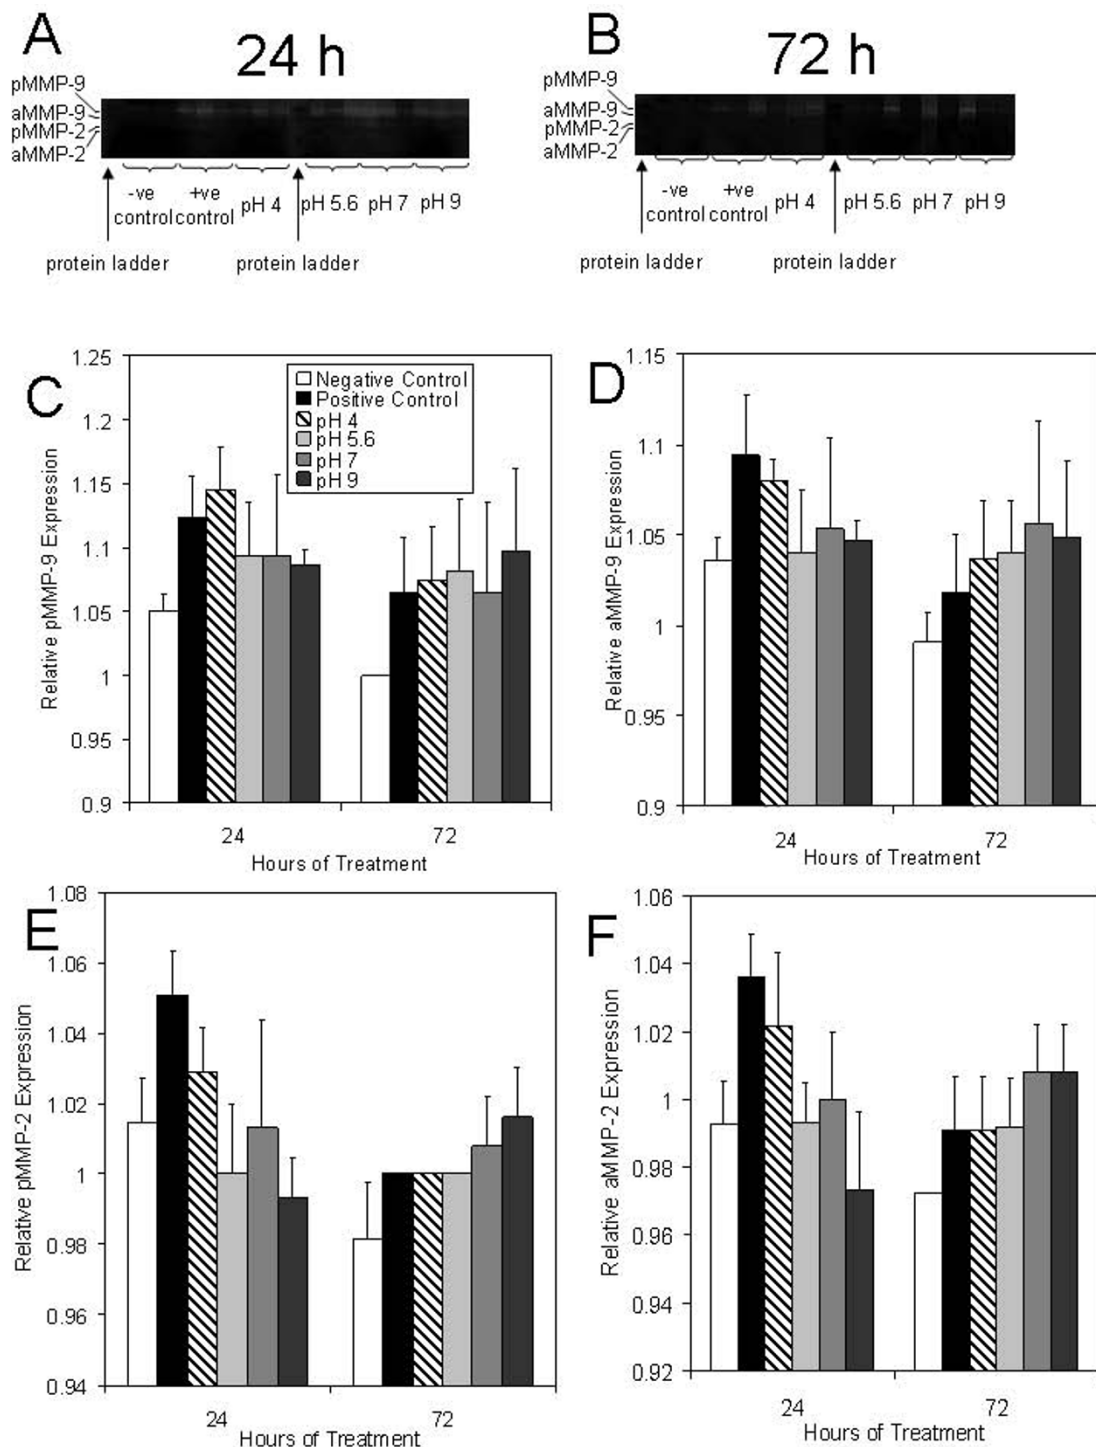 A
24 h
pMMP-9
aMMP-9
pMMP-2
aMMP-2
-ve control
+ve control
pH 4
pH 5.6
pH 7
pH 9
protein ladder
protein ladder
B
72 h
pMMP-9
aMMP-9
pMMP-2
aMMP-2
-ve control
+ve control
pH 4
pH 5.6
pH 7
pH 9
protein ladder
protein ladder
C
Relative pMMP-9 Expression
1.25
1.2
1.15
1.1
1.05
1
0.95
0.9
Negative Control
Positive Control
pH 4
pH 5.6
pH 7
pH 9
24
72
Hours of Treatment
D
Relative aMMP-9 Expression
1.15
1.1
1.05
1
0.95
0.9
24
72
Hours of Treatment
E
Relative pMMP-2 Expression
1.08
1.06
1.04
1.02
1
0.98
0.96
0.94
24
72
Hours of Treatment
F
Relative aMMP-2 Expression
1.06
1.04
1.02
1
0.98
0.96
0.94
0.92
24
72
Hours of Treatment